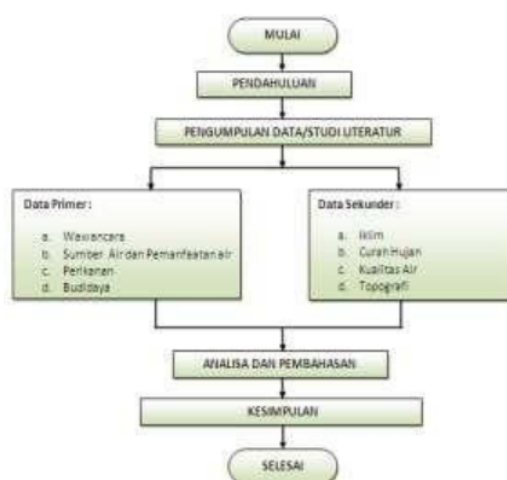 MULAI
PENDAHULUAN
PENGUMPULAN DATA/STUDI LITERATUR
Data Primer :
a. Wawancara
b. Sumber Air dan Pemanfaatan air
c. Perikanan
d. Budidaya
Data Sekunder :
a. Iklim
b. Curah Hujan
c. Kualitas Air
d. Topografi
ANALISA DAN PEMBAHASAN
KESIMPULAN
SELESAI